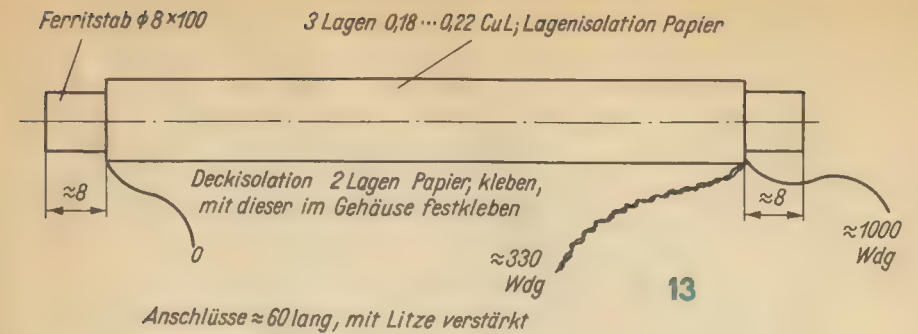 Ferritstab ϕ 8 × 100
3 Lagen 0,18 ··· 0,22 CuL; Lagenisolation Papier
≈8
Deckisolation 2 Lagen Papier, kleben,
mit dieser im Gehäuse festkleben
≈8
0
≈330
Wdg
≈1000
Wdg
13
Anschlüsse ≈ 60 lang, mit Litze verstärkt